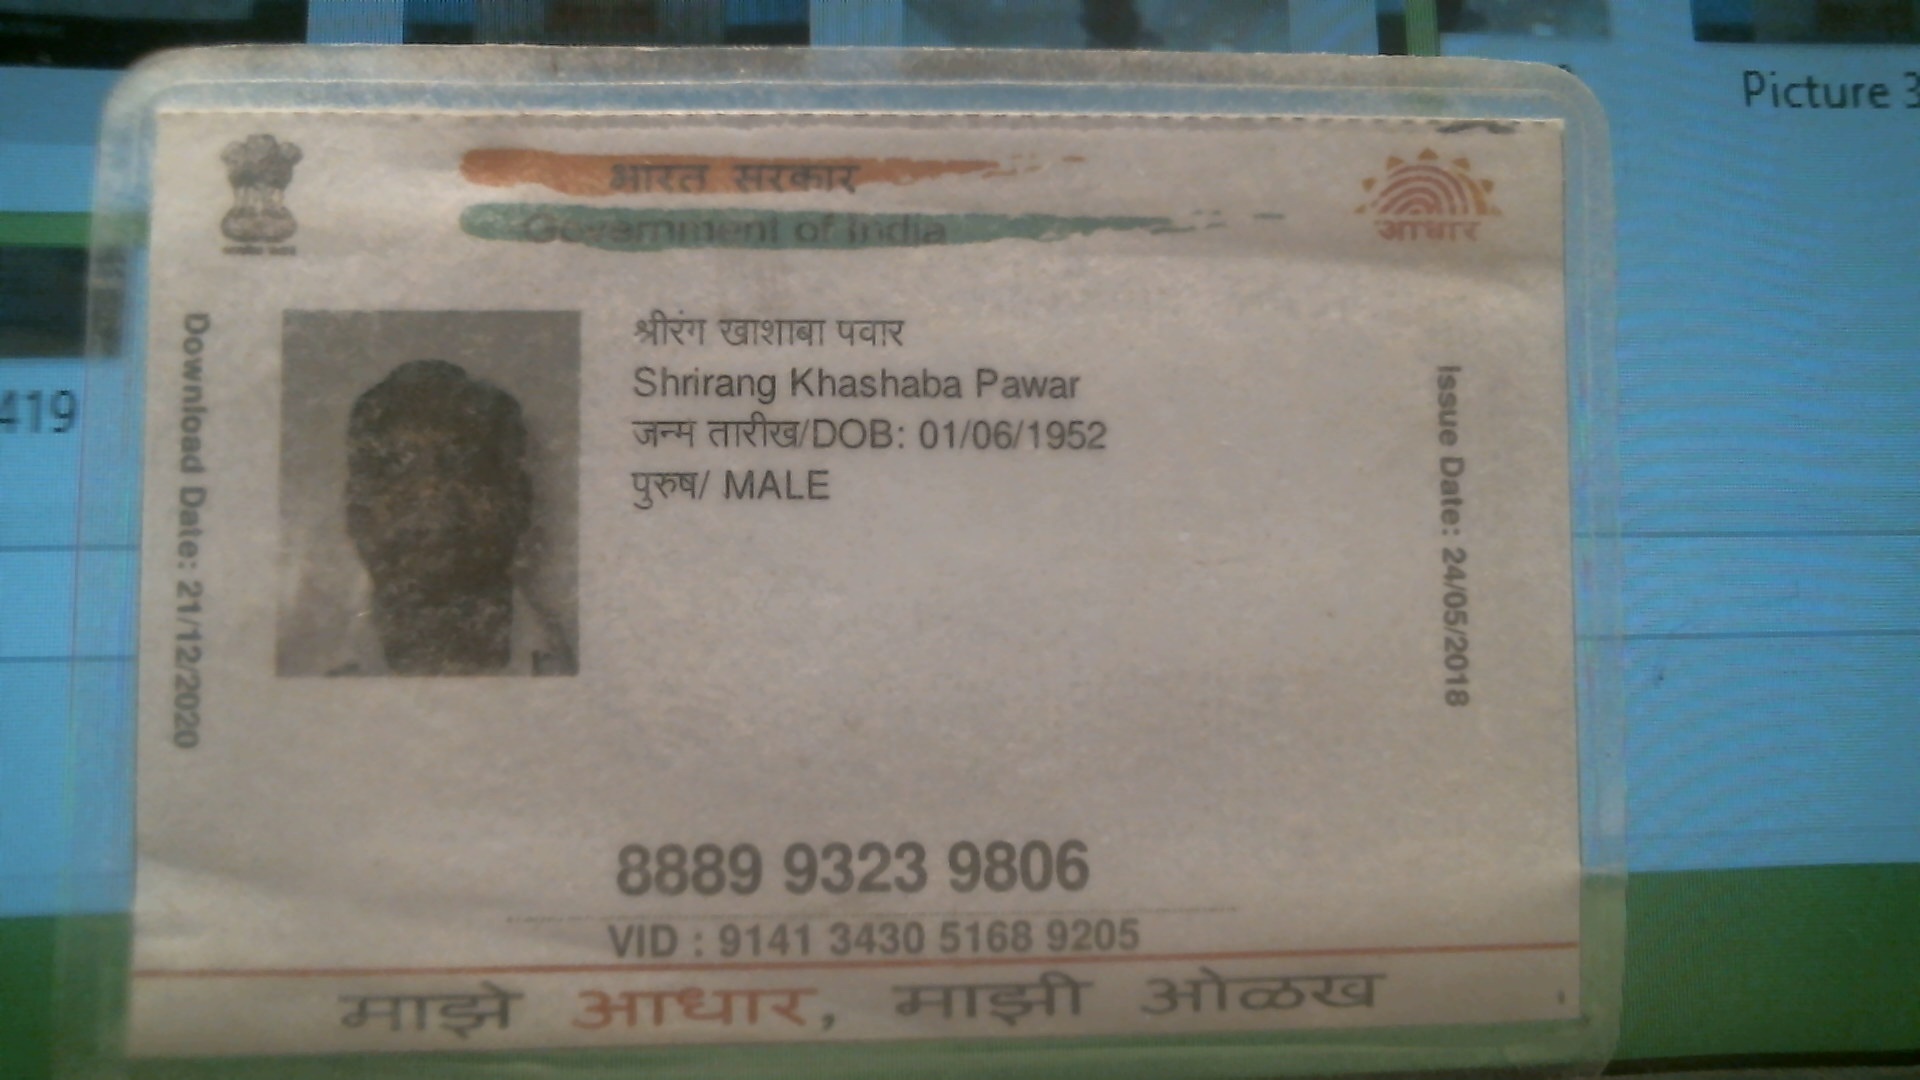 Picture 3
419
भारत सरकार
Government of India
आधार
Download Date: 21/12/2020
श्रीरंग खाशाबा पवार
Shrirang Khashaba Pawar
जन्म तारीख/DOB: 01/06/1952
पुरुष/ MALE
Issue Date: 24/05/2018
8889 9323 9806
VID : 9141 3430 5168 9205
माझे आधार, माझी ओळख